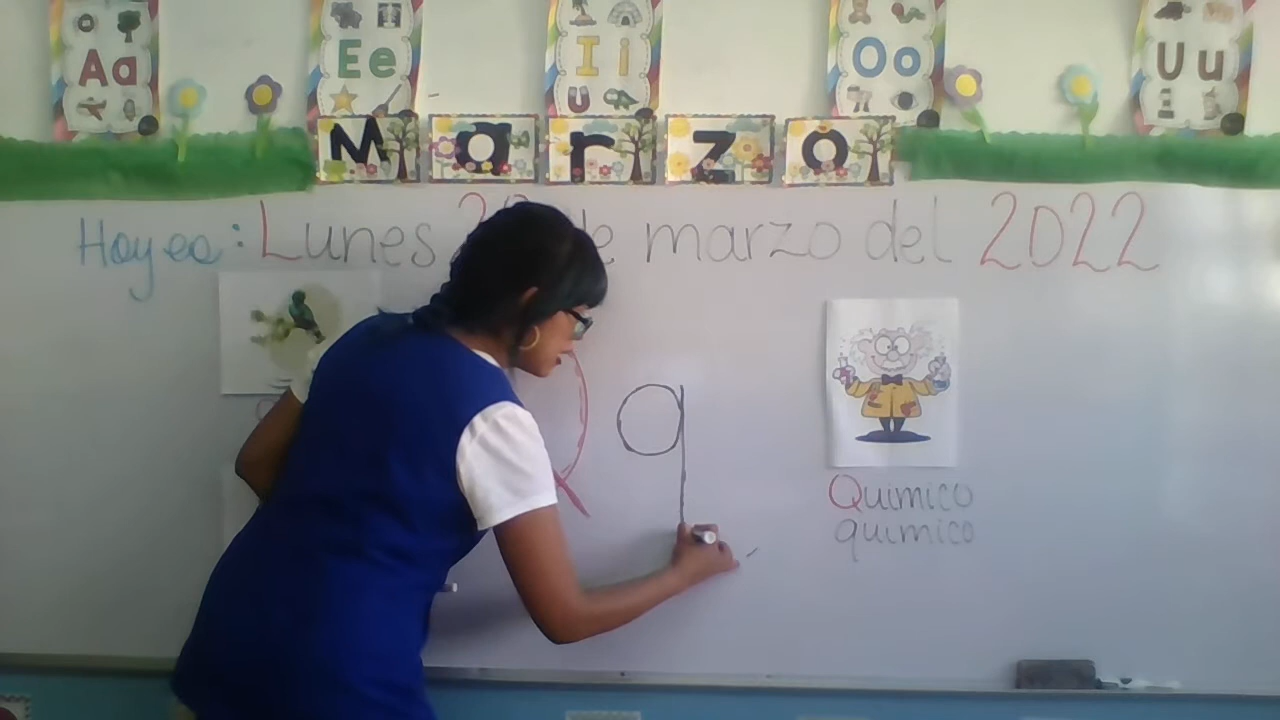 Aa
Ee
Ii
Oo
Uu
Marzo
Hoy es: Lunes de marzo del 2022
Q q
Quimico
quimico